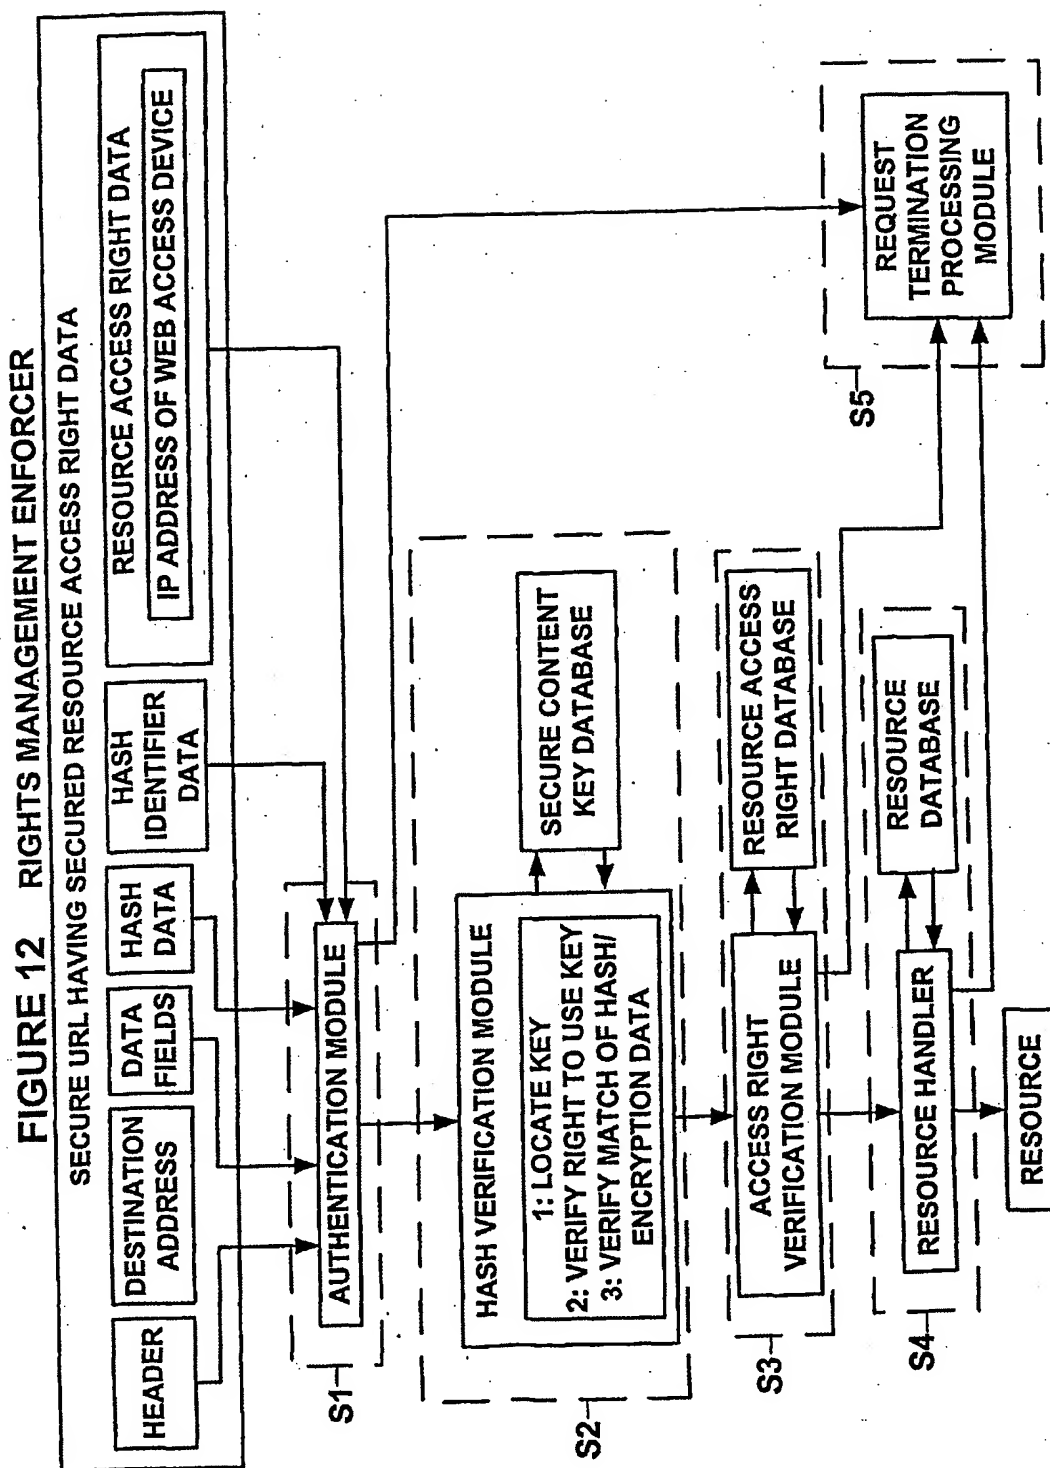 FIGURE 12 RIGHTS MANAGEMENT ENFORCER
SECURE URL HAVING SECURED RESOURCE ACCESS RIGHT DATA
HEADER
DESTINATION
ADDRESS
DATA
FIELDS
HASH
DATA
HASH
IDENTIFIER
DATA
RESOURCE ACCESS RIGHT DATA
IP ADDRESS OF WEB ACCESS DEVICE
S1
AUTHENTICATION MODULE
S2
HASH VERIFICATION MODULE
1: LOCATE KEY
2: VERIFY RIGHT TO USE KEY
3: VERIFY MATCH OF HASH/
ENCRYPTION DATA
SECURE CONTENT
KEY DATABASE
S3
ACCESS RIGHT
VERIFICATION MODULE
RESOURCE ACCESS
RIGHT DATABASE
S4
RESOURCE HANDLER
RESOURCE
DATABASE
S5
REQUEST
TERMINATION
PROCESSING
MODULE
RESOURCE